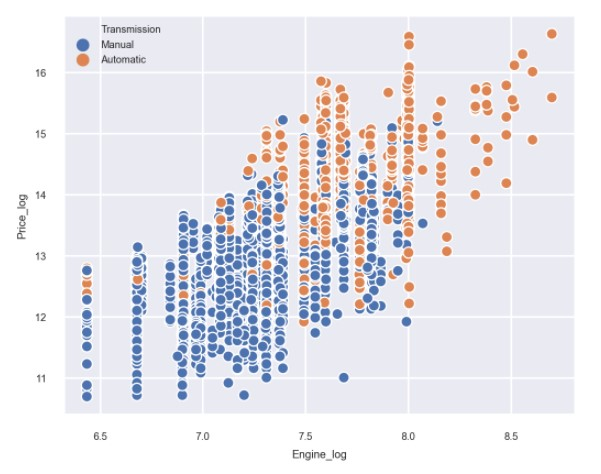 Transmission
Manual
Automatic
16
15
14
13
12
11
Price_log
6.5 7.0 7.5 8.0 8.5
Engine_log